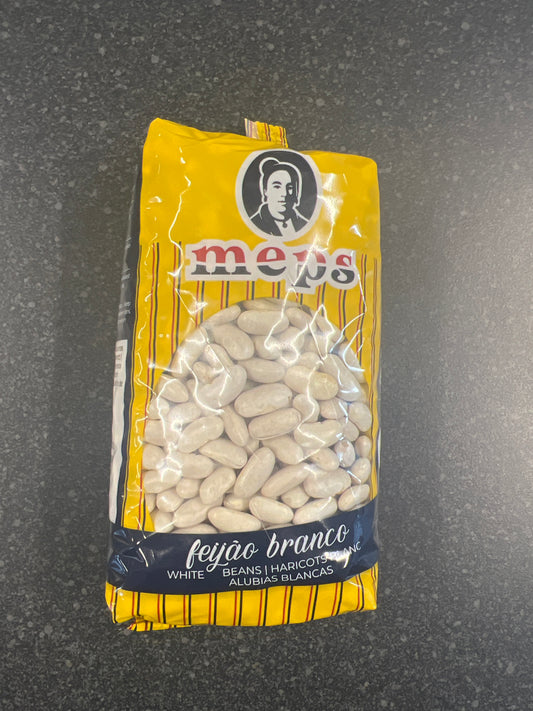 meps
feijão branco
WHITE BEANS | HARICOTS BLANC
ALUBIAS BLANCAS